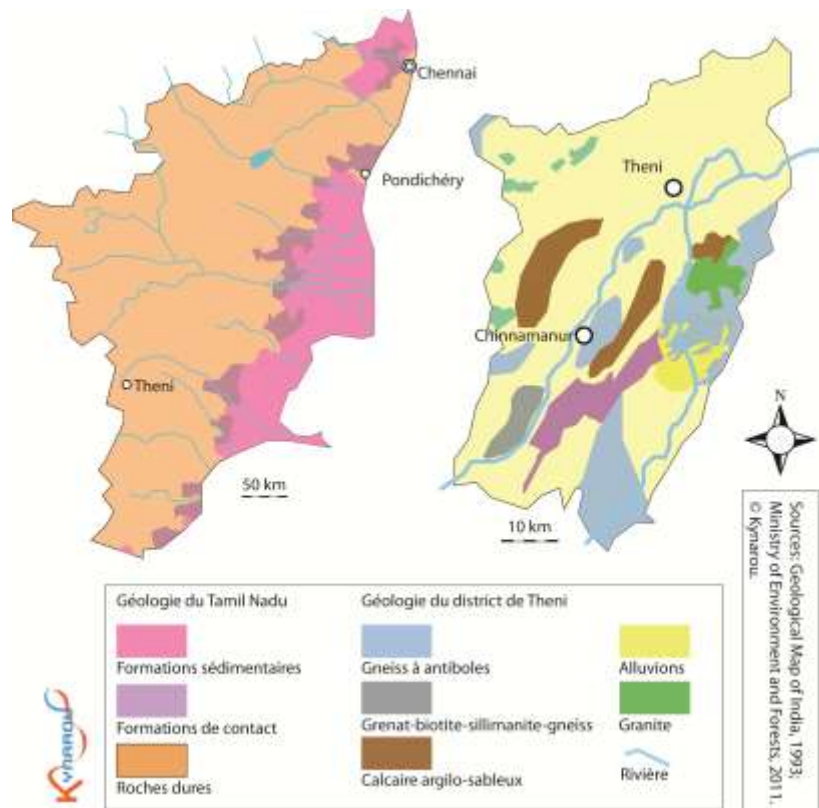 Chennai
Pondichéry
Theni
50 km
Theni
Chinnamanur
10 km
N
Sources: Geological Map of India, 1993;
Ministry of Environment and Forests, 2011.
© Kynarou.
Géologie du Tamil Nadu
Formations sédimentaires
Formations de contact
Roches dures
Géologie du district de Theni
Gneiss à antiboles
Grenat-biotite-sillimanite-gneiss
Calcaire argilo-sableux
Alluvions
Granite
Rivière
Kynarou